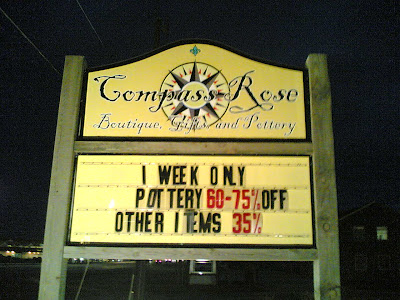 Compass Rose
Boutique, Gifts and Pottery
1 WEEK ONLY
POTTERY 60-75% OFF
OTHER ITEMS 35%